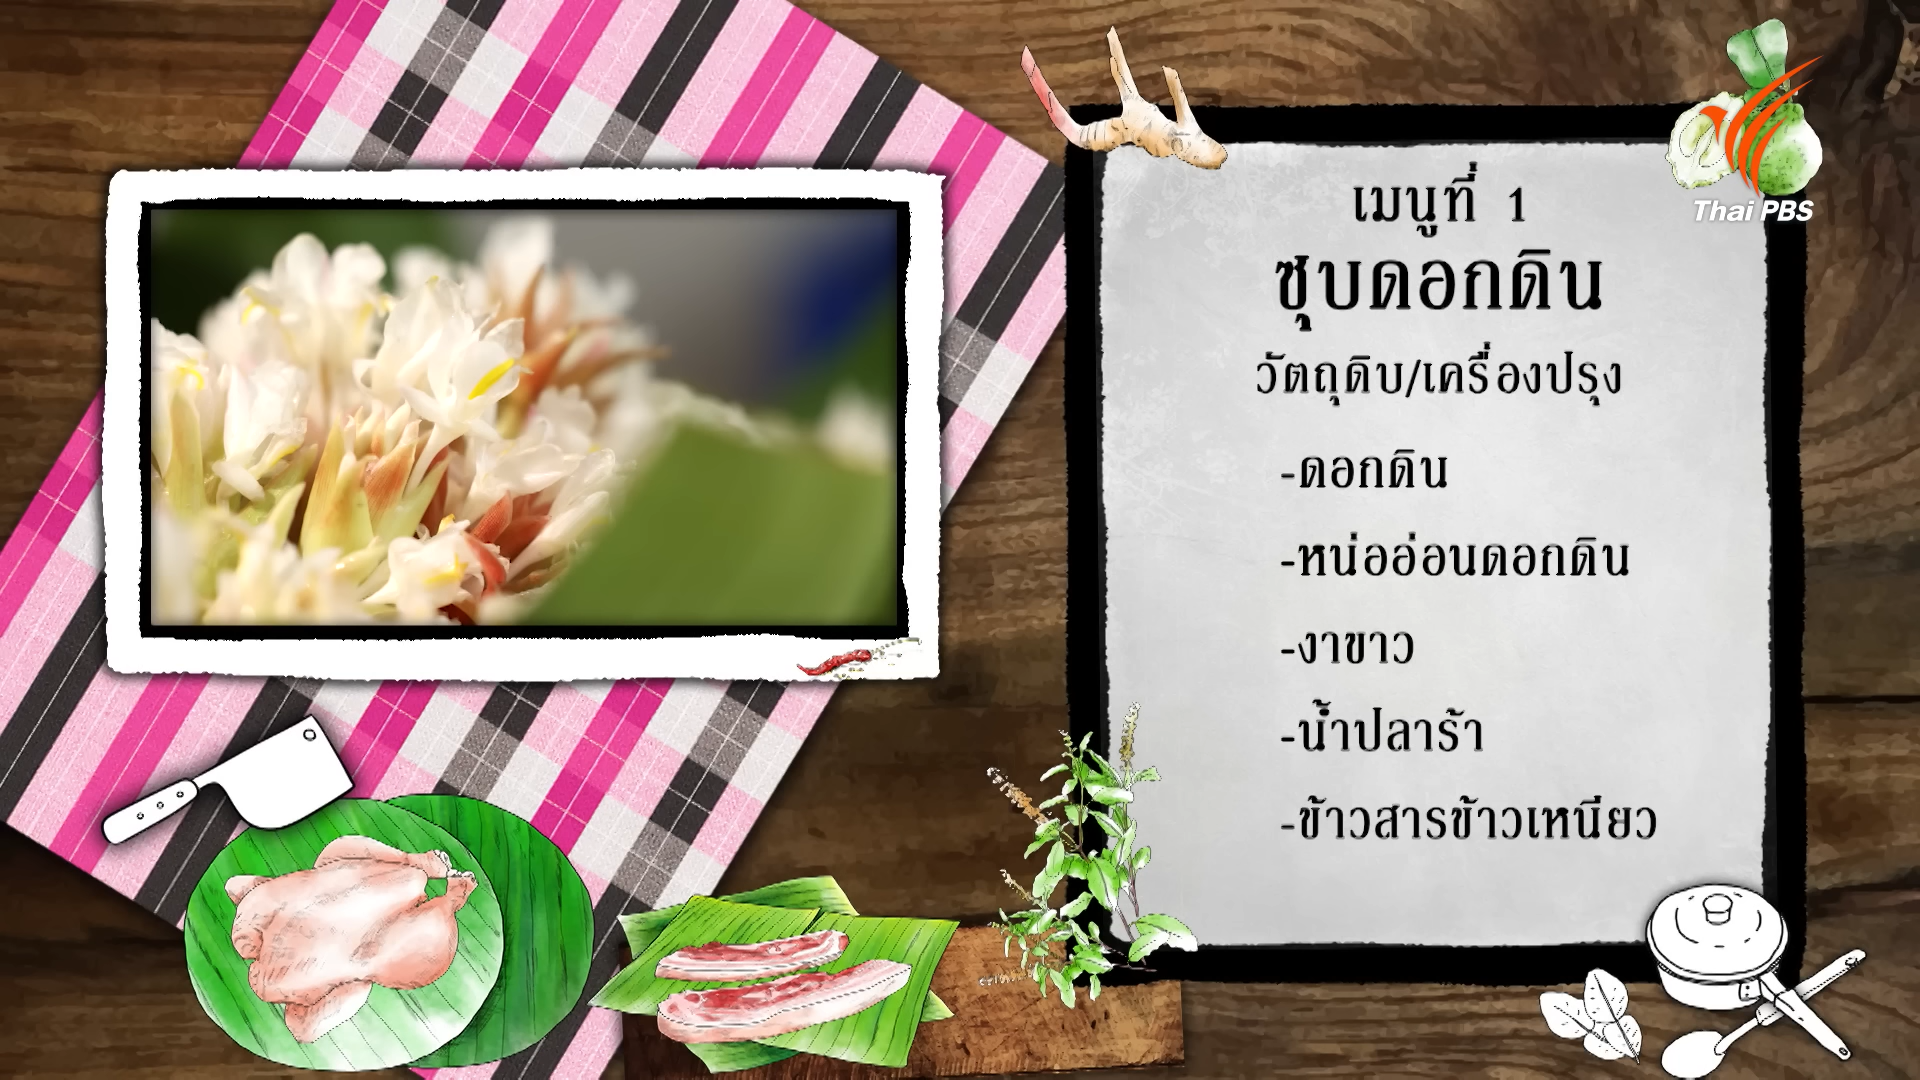 เมนูที่ 1
ซุบดอกดิน
วัตถุดิบ/เครื่องปรุง
-ดอกดิน
-หน่ออ่อนดอกดิน
-งาขาว
-น้ำปลาร้า
-ข้าวสารข้าวเหนียว
Thai PBS